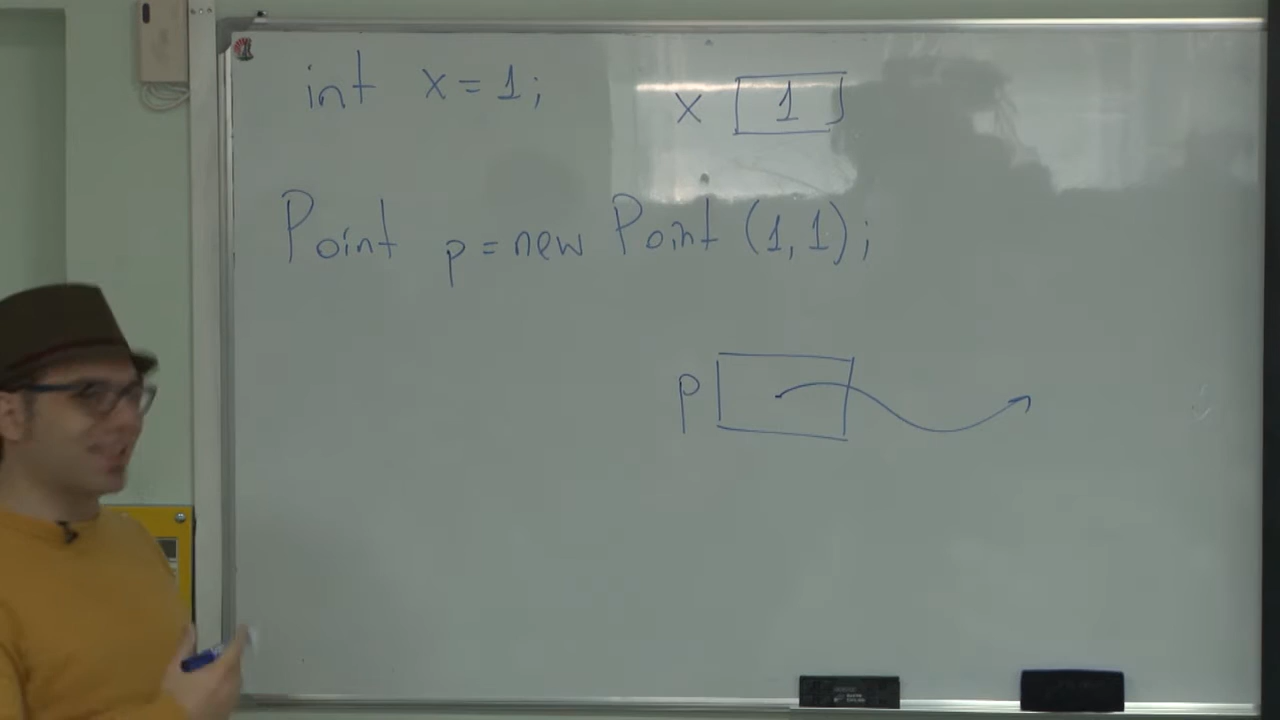 int x = 1; x 1
Point p = new Point (1, 1);
p